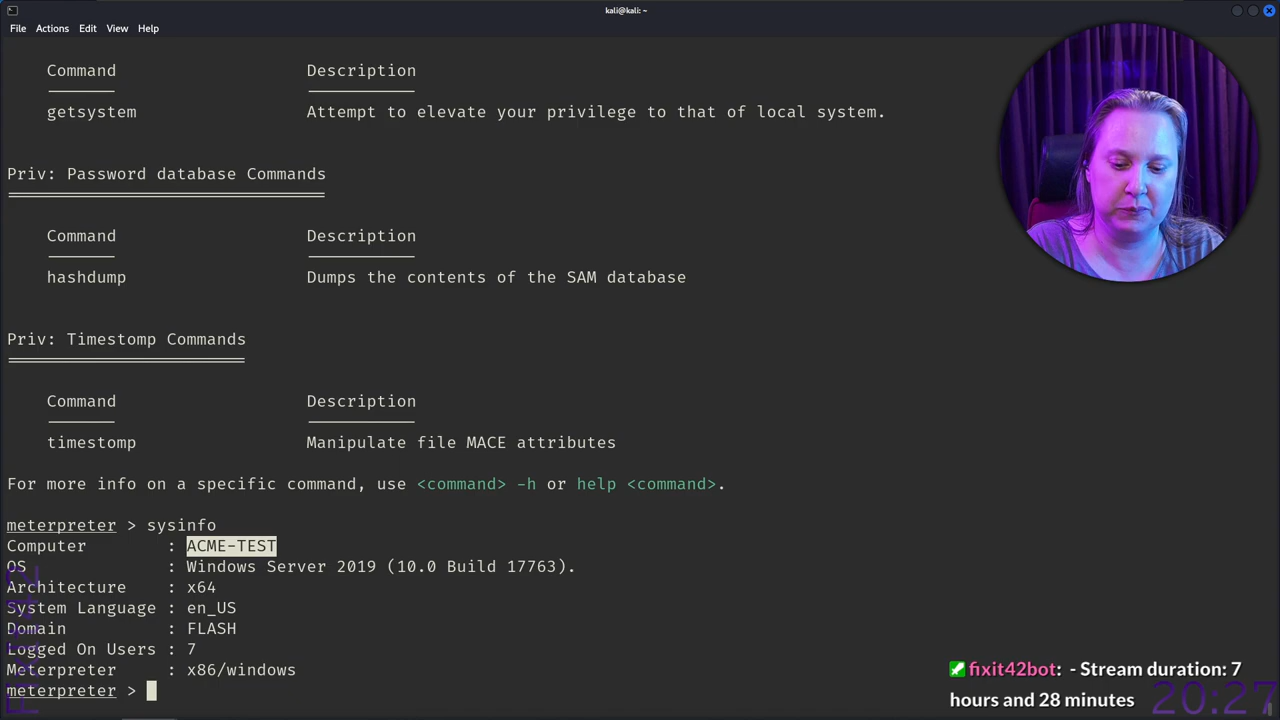 kali@kali: ~
File Actions Edit View Help
Command Description
getsystem Attempt to elevate your privilege to that of local system.
Priv: Password database Commands
Command Description
hashdump Dumps the contents of the SAM database
Priv: Timestomp Commands
Command Description
timestomp Manipulate file MACE attributes
For more info on a specific command, use <command> -h or help <command>.
meterpreter > sysinfo
Computer : ACME-TEST
OS : Windows Server 2019 (10.0 Build 17763).
Architecture : x64
System Language : en_US
Domain : FLASH
Logged On Users : 7
Meterpreter : x86/windows
meterpreter >
fixit42bot: - Stream duration: 7
hours and 28 minutes
20:27